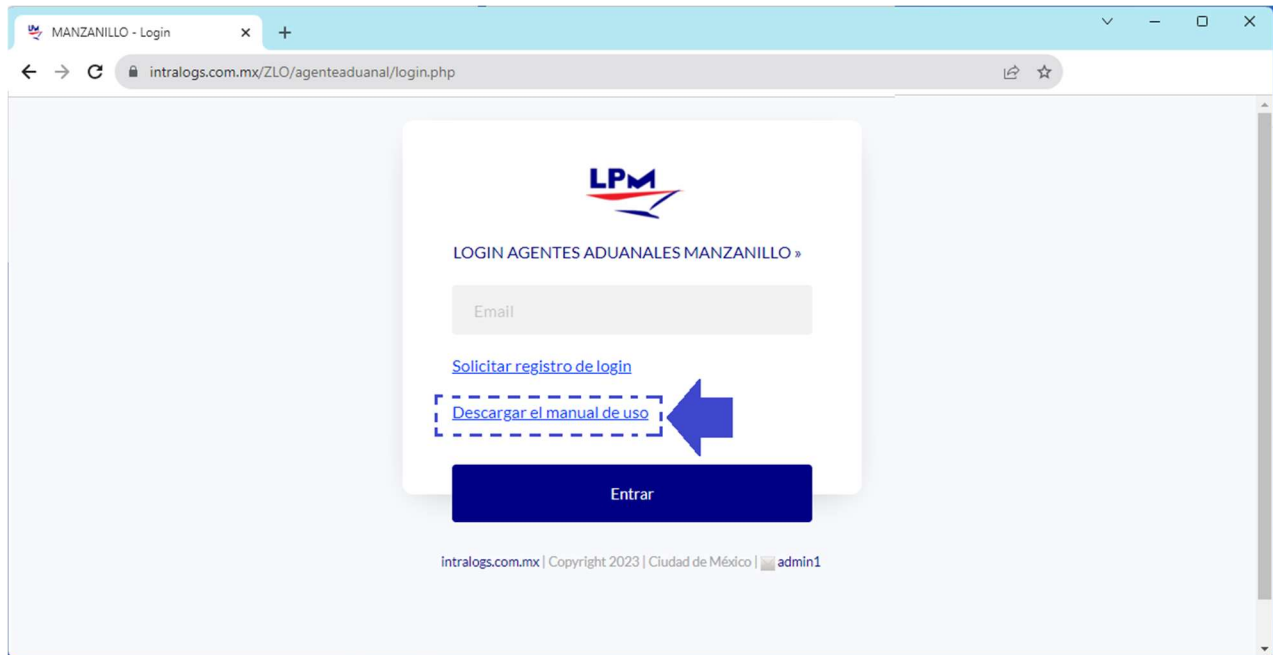 MANZANILLO - Login
intralogs.com.mx/ZLO/agenteaduanal/login.php
LPM
LOGIN AGENTES ADUANALES MANZANILLO »
Email
Solicitar registro de login
Descargar el manual de uso
Entrar
intralogs.com.mx | Copyright 2023 | Ciudad de México | admin1